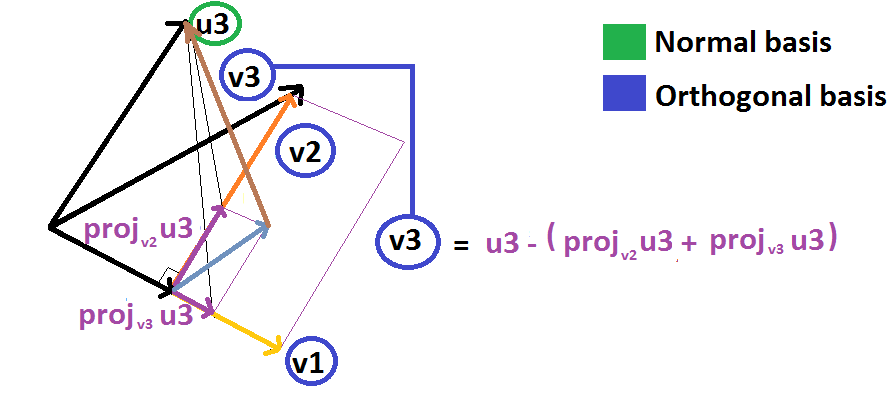 u3
Normal basis
v3
Orthogonal basis
v2
proj v2 u3
v3 = u3 - ( proj v2 u3 + proj v3 u3 )
proj v3 u3
v1